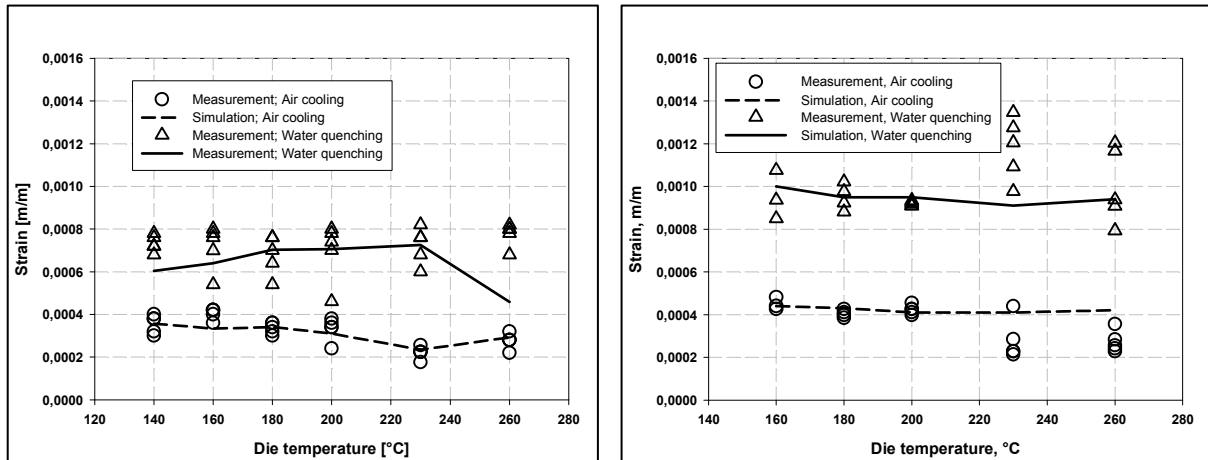 0,0016
0,0014
0,0012
0,0010
0,0008
0,0006
0,0004
0,0002
0,0000
Strain [m/m]
Measurement; Air cooling
Simulation; Air cooling
Measurement; Water quenching
Measurement; Water quenching
120 140 160 180 200 220 240 260 280
Die temperature [°C]
0,0016
0,0014
0,0012
0,0010
0,0008
0,0006
0,0004
0,0002
0,0000
Strain, m/m
Measurement, Air cooling
Simulation, Air cooling
Measurement, Water quenching
Simulation, Water quenching
140 160 180 200 220 240 260 280
Die temperature, °C